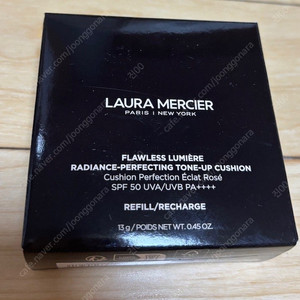 LAURA MERCIER
PARIS | NEW YORK
FLAWLESS LUMIÈRE
RADIANCE-PERFECTING TONE-UP CUSHION
Cushion Perfection Éclat Rosé
SPF 50 UVA/UVB PA++++
REFILL/RECHARGE
13 g / POIDS NET WT. 0.45 OZ.